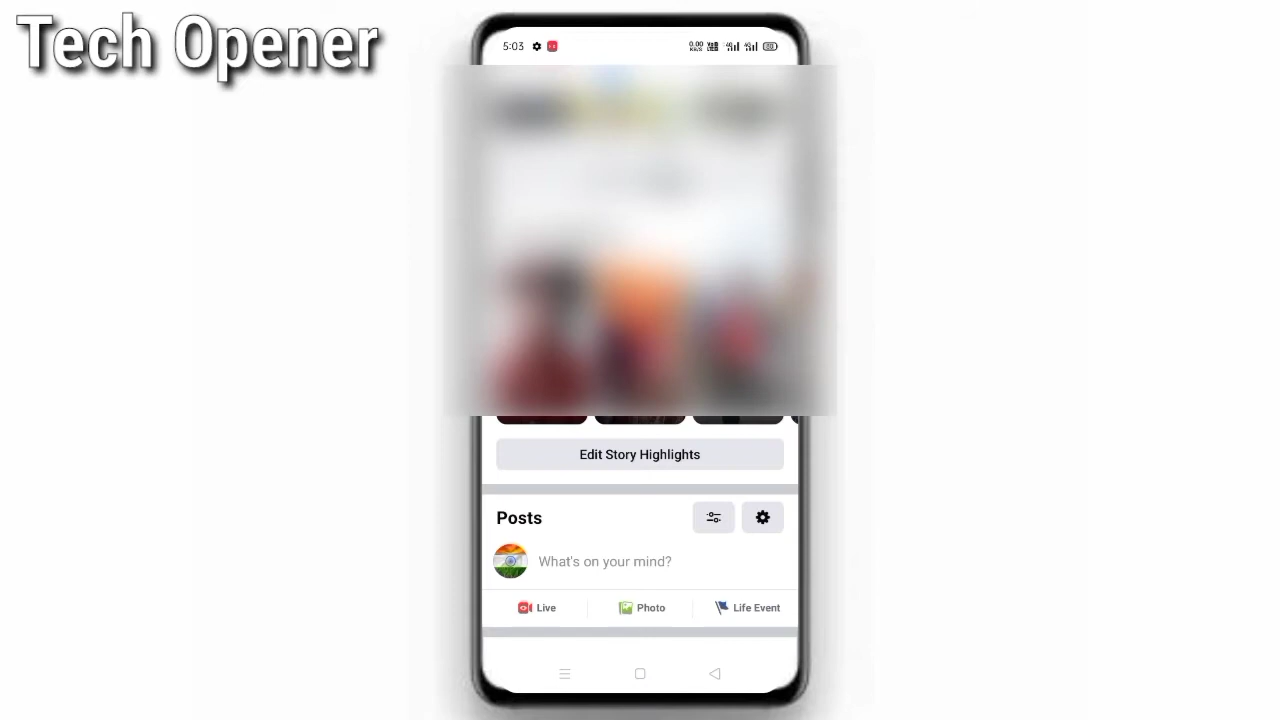 Tech Opener
5:03
Edit Story Highlights
Posts
What's on your mind?
Live
Photo
Life Event